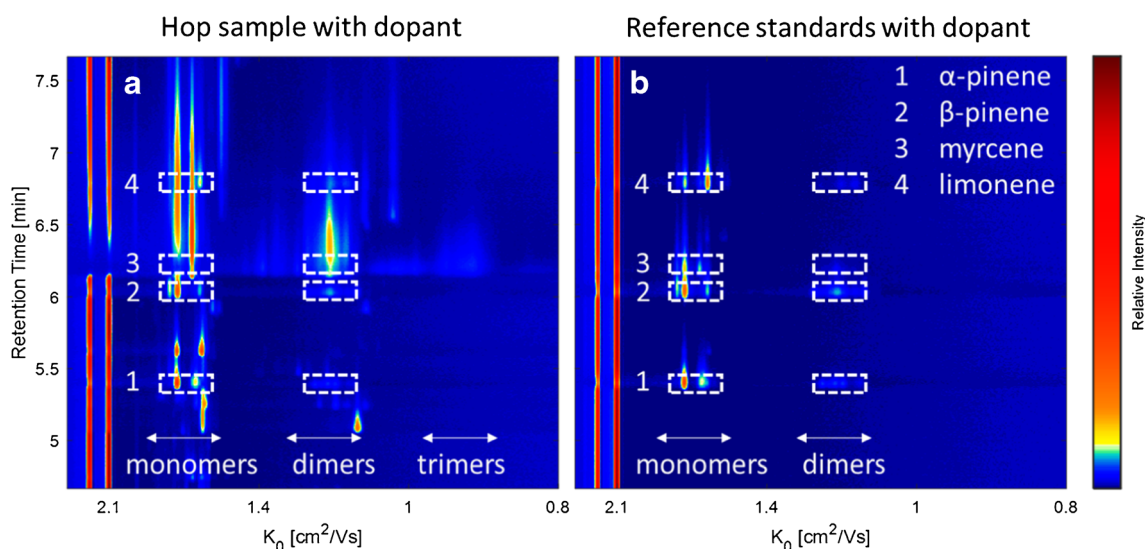 Hop sample with dopant
Reference standards with dopant
a
7.5
7
6.5
6
5.5
5
Retention Time [min]
4
3
2
1
monomers dimers trimers
2.1 1.4 1 0.8
K0 [cm2/Vs]
b
1 α-pinene
2 β-pinene
3 myrcene
4 limonene
4
3
2
1
monomers dimers
2.1 1.4 1 0.8
K0 [cm2/Vs]
Relative Intensity